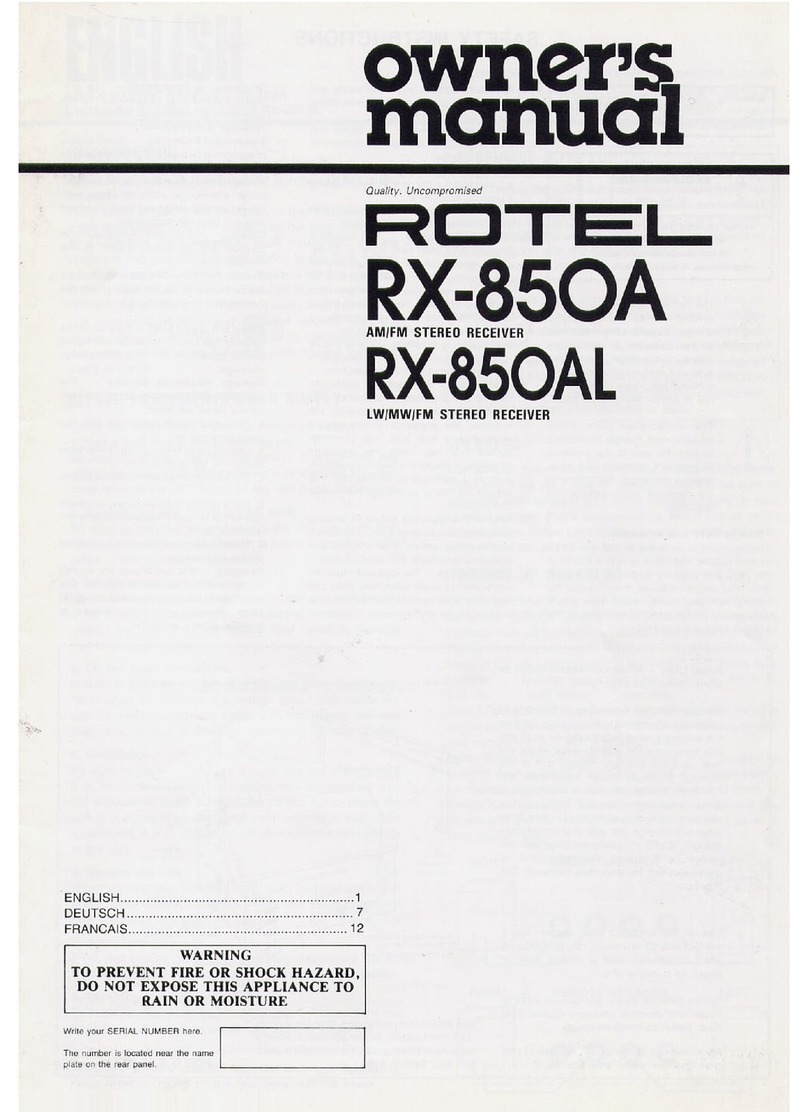 owner's
manual
Quality. Uncompromised
ROTEL
RX-850A
AM/FM STEREO RECEIVER
RX-850AL
LW/MW/FM STEREO RECEIVER
ENGLISH..........................................................1
DEUTSCH........................................................ 7
FRANCAIS...................................................... 12
WARNING
TO PREVENT FIRE OR SHOCK HAZARD,
DO NOT EXPOSE THIS APPLIANCE TO
RAIN OR MOISTURE
Write your SERIAL NUMBER here.
The number is located near the name
plate on the rear panel.